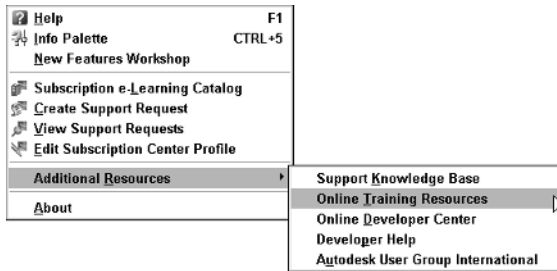 Help F1
Info Palette CTRL+5
New Features Workshop
Subscription e-Learning Catalog
Create Support Request
View Support Requests
Edit Subscription Center Profile
Additional Resources
About
Support Knowledge Base
Online Training Resources
Online Developer Center
Developer Help
Autodesk User Group International